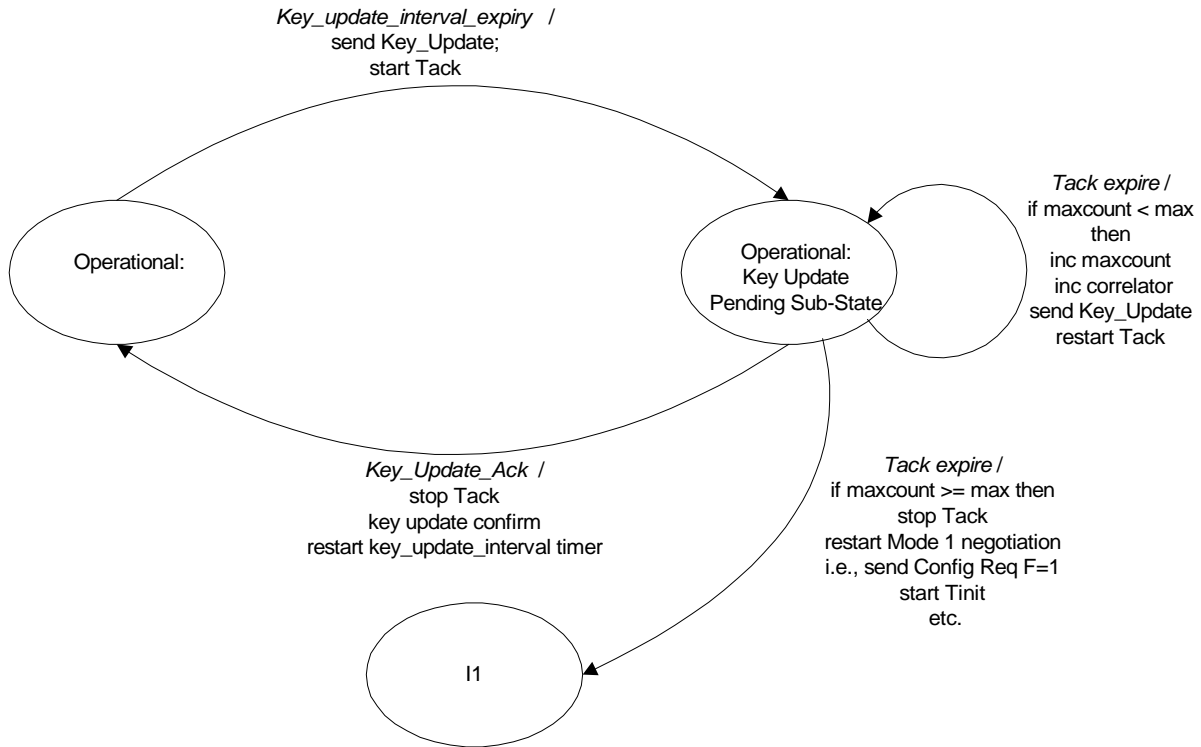 Key_update_interval_expiry /
send Key_Update;
start Tack
Operational:
Operational:
Key Update
Pending Sub-State
Tack expire /
if maxcount < max
then
inc maxcount
inc correlator
send Key_Update
restart Tack
Key_Update_Ack /
stop Tack
key update confirm
restart key_update_interval timer
Tack expire /
if maxcount >= max then
stop Tack
restart Mode 1 negotiation
i.e., send Config Req F=1
start Tinit
etc.
I1